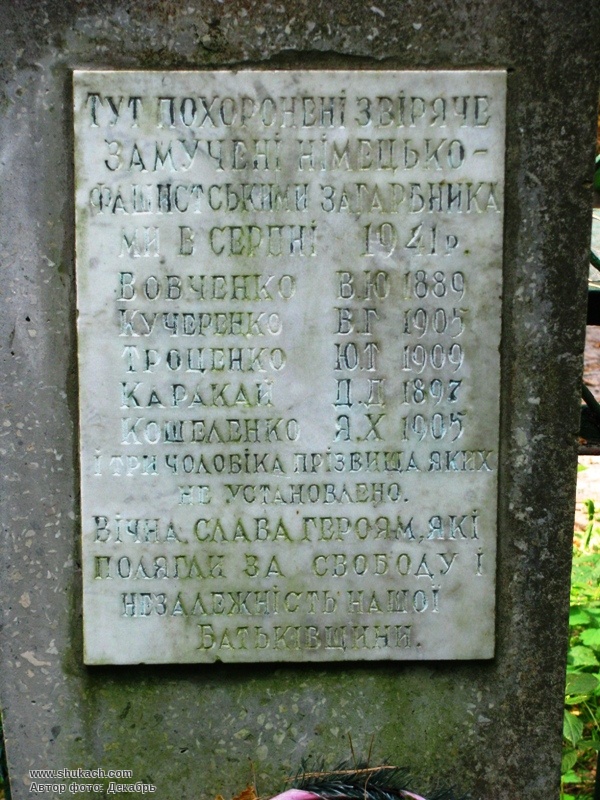 Тут похоронені звіряче
замучені німецько-
фашистськими загарбника
ми в серпні 1941р.
Вовченко В.Ю 1889
Кучеренко Е.Г 1905
Троценко Ю.Т 1909
Каракай Д.Д 1897
Кошеленко Я.Х 1905
і три чоловіка прізвища яких
не установлено.
Вічна слава героям, які
полягли за свободу і
незалежність нашої
Батьківщини.
www.shukach.com
Автор фото: Декабрь